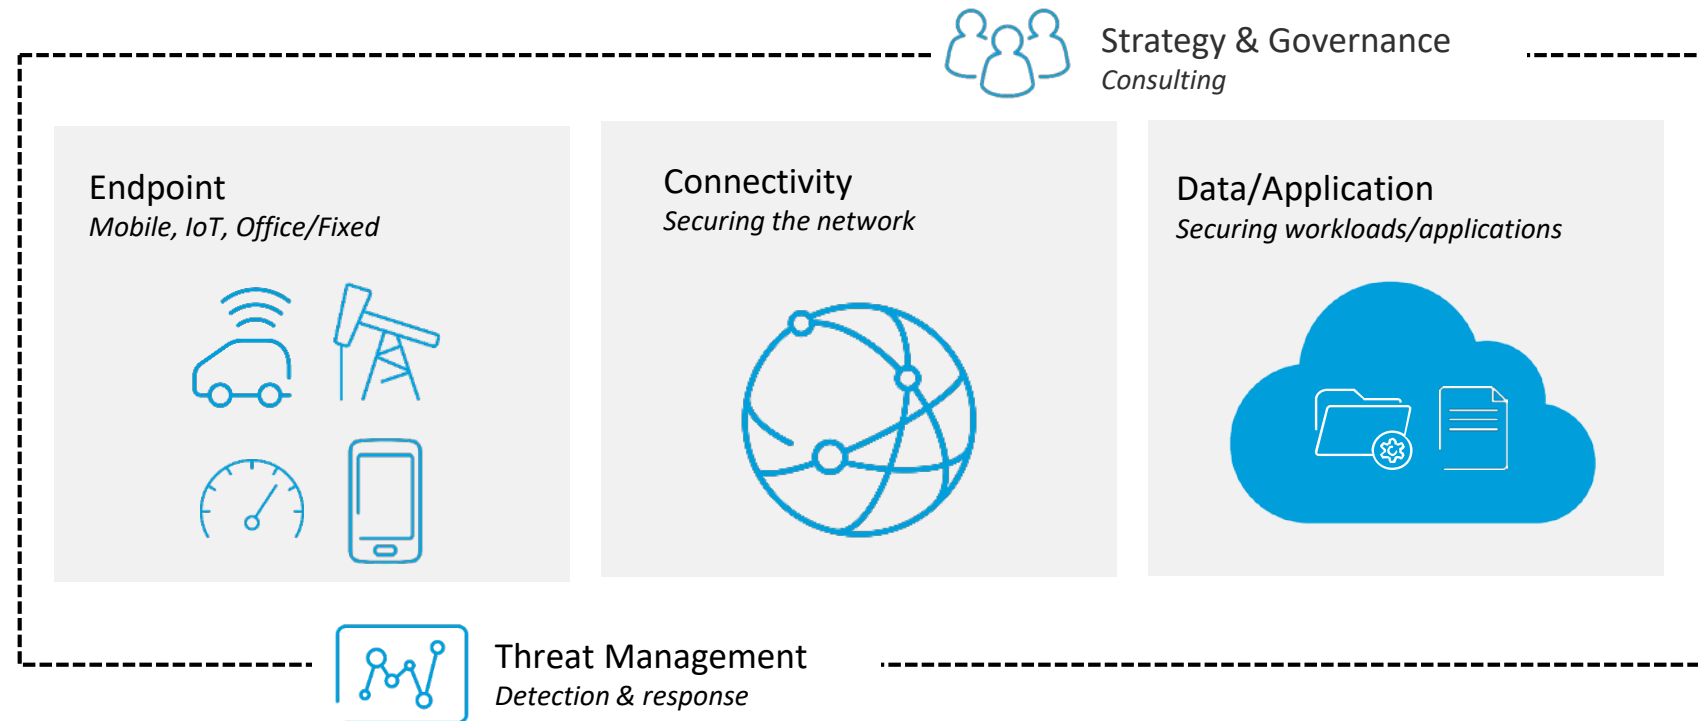 Strategy & Governance
Consulting
Endpoint
Mobile, IoT, Office/Fixed
Connectivity
Securing the network
Data/Application
Securing workloads/applications
Threat Management
Detection & response